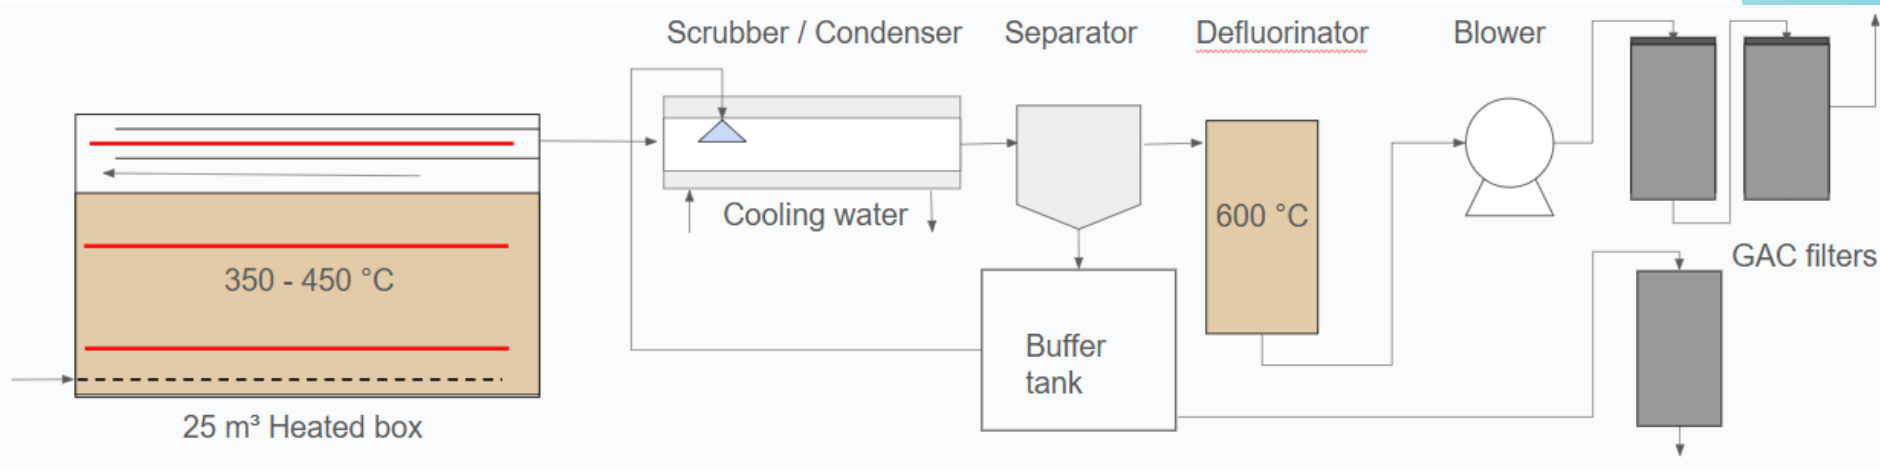 Scrubber / Condenser
Separator
Defluorinator
Blower
Cooling water
600 °C
350 - 450 °C
GAC filters
Buffer
tank
25 m³ Heated box